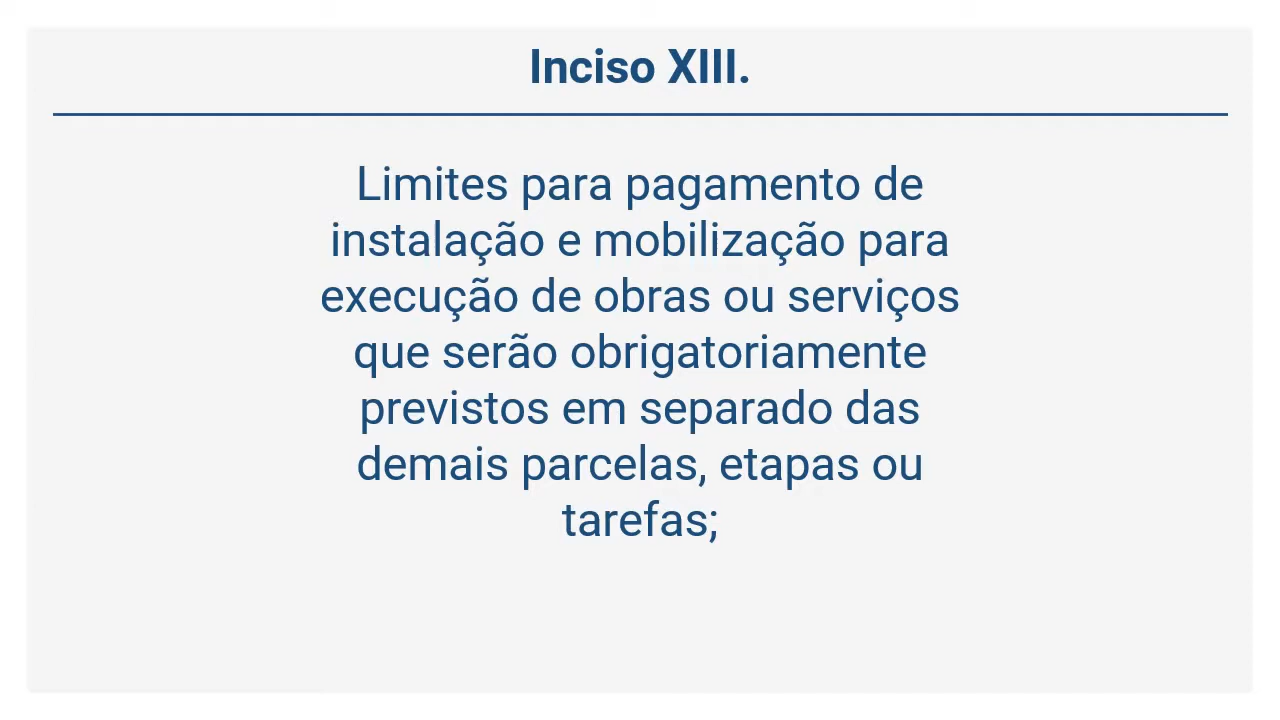 Inciso XIII.
Limites para pagamento de
instalação e mobilização para
execução de obras ou serviços
que serão obrigatoriamente
previstos em separado das
demais parcelas, etapas ou
tarefas;